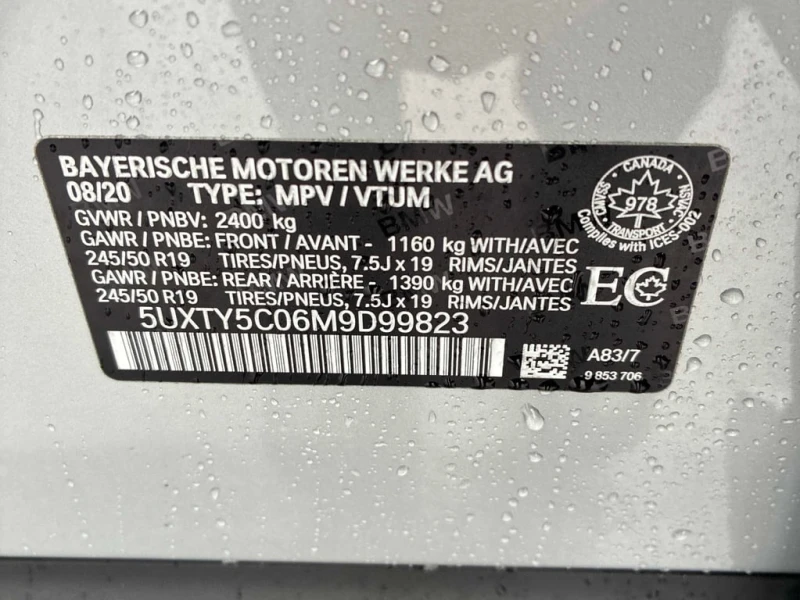 BAYERISCHE MOTOREN WERKE AG
08/20 TYPE: MPV / VTUM
GVWR / PNBV: 2400 kg
GAWR / PNBE: FRONT / AVANT - 1160 kg WITH/AVEC
245/50 R19 TIRES/PNEUS, 7.5J x 19 RIMS/JANTES
GAWR / PNBE: REAR / ARRIÈRE - 1390 kg WITH/AVEC
245/50 R19 TIRES/PNEUS, 7.5J x 19 RIMS/JANTES
5UXTY5C06M9D99823
CANADA
CMVSS
NSVAC
978
TRANSPORT
Complies with ICES-002
EC
A83/7
9 853 706
BMW
BMW